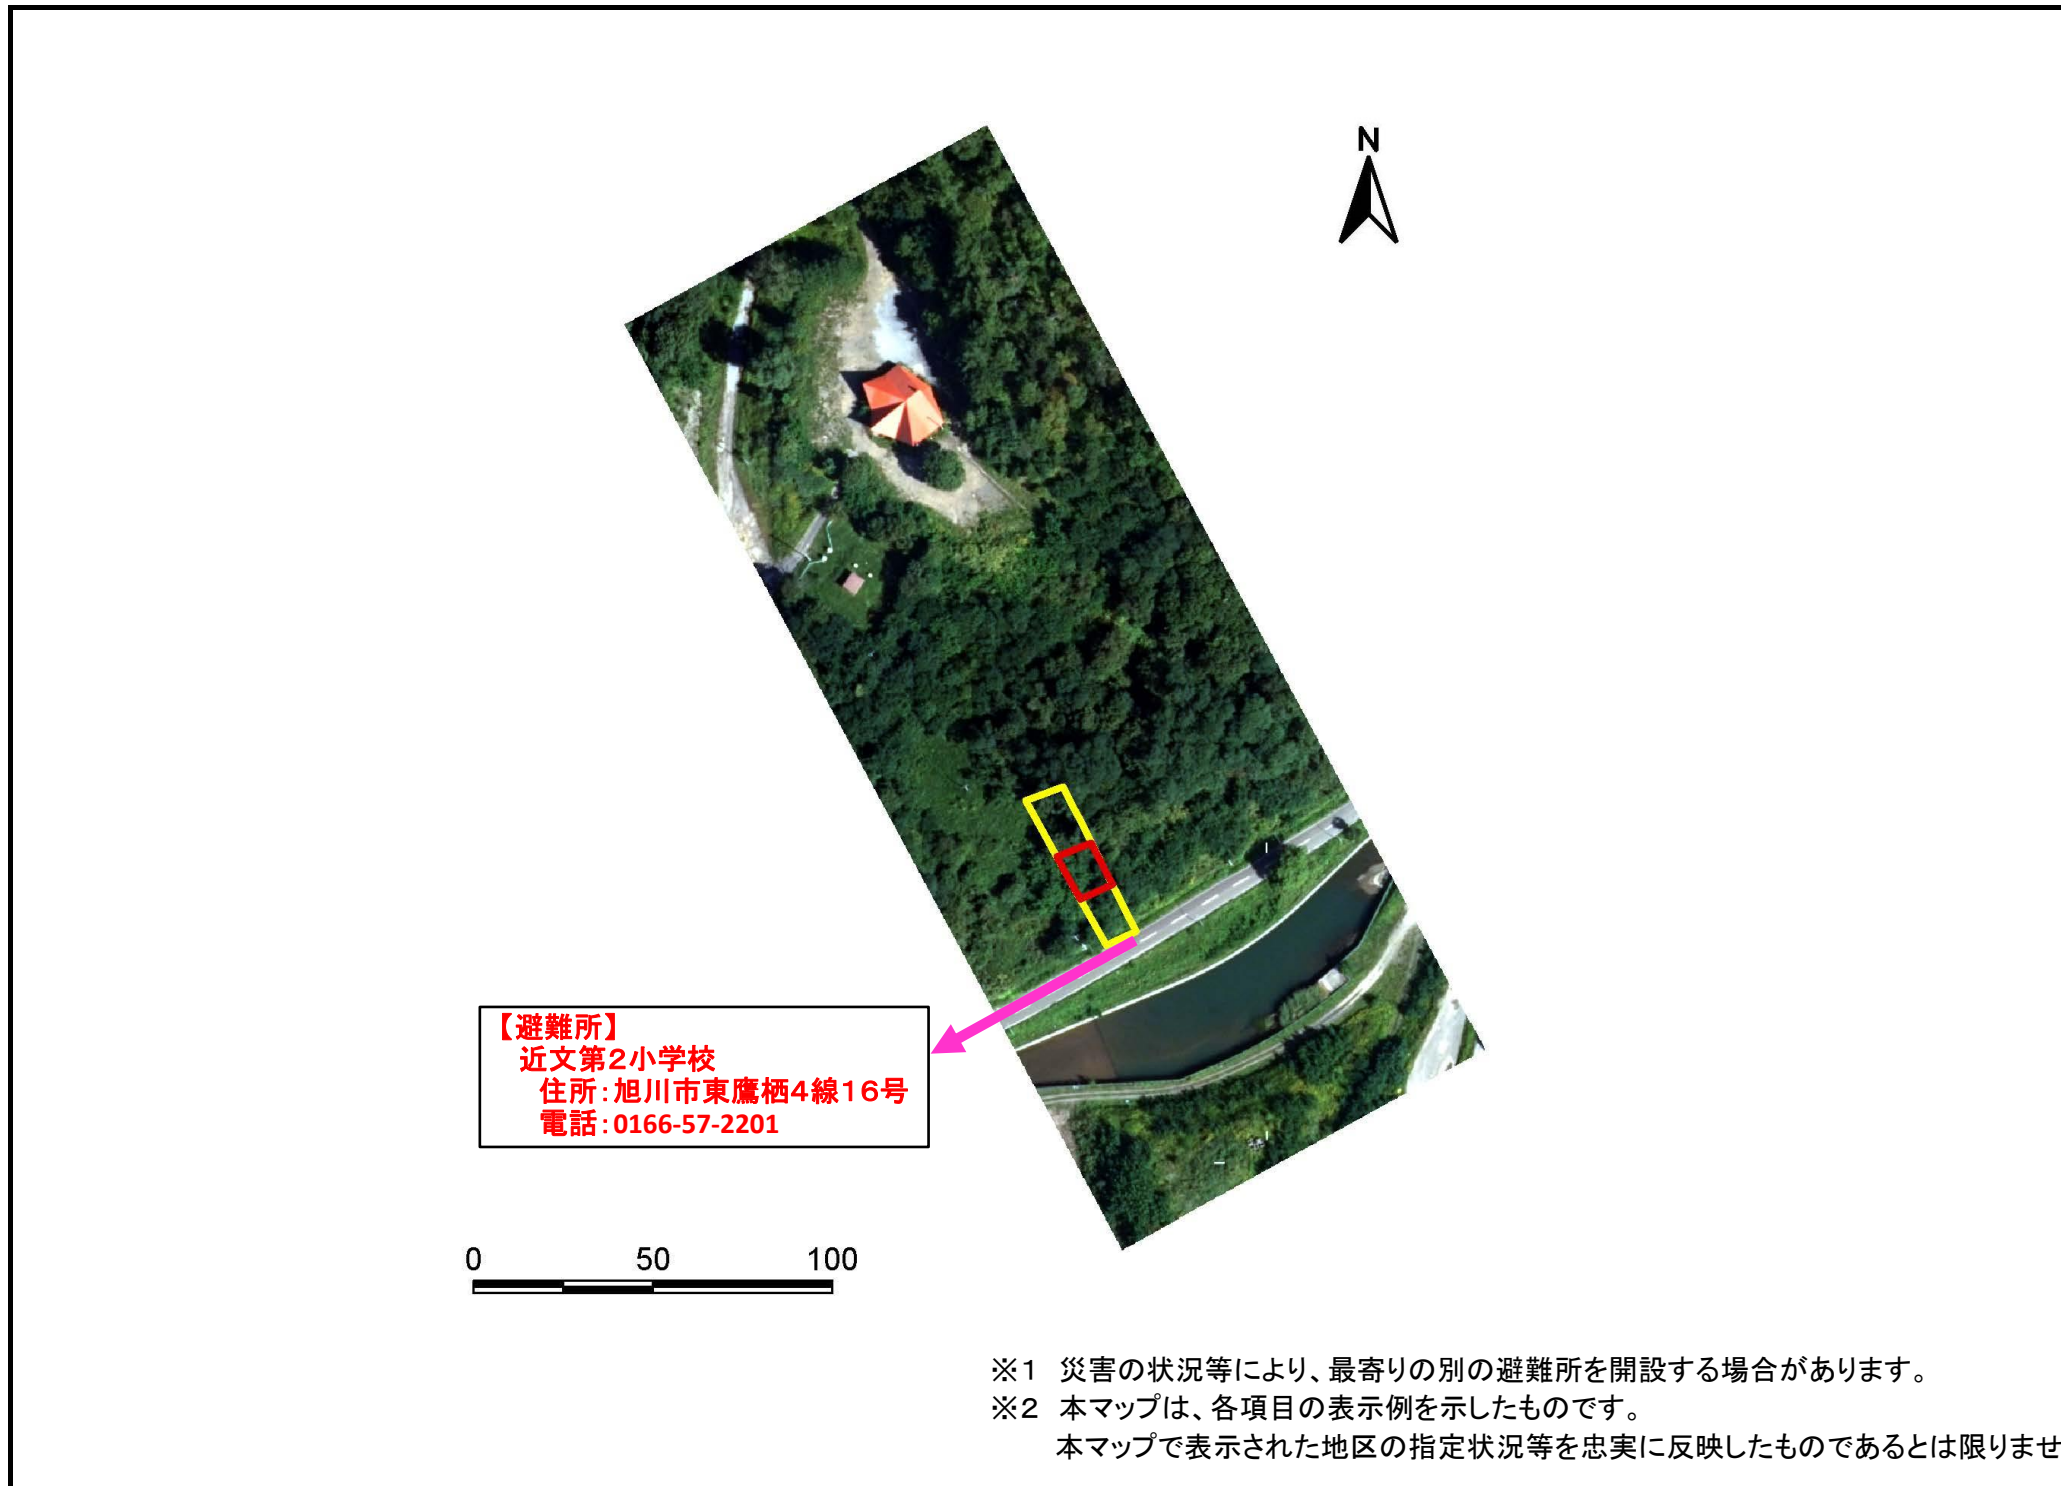 N
【避難所】
近文第2小学校
住所：旭川市東鷹栖4線16号
電話：0166-57-2201
0 50 100
※1 災害の状況等により、最寄りの別の避難所を開設する場合があります。
※2 本マップは、各項目の表示例を示したものです。
本マップで表示された地区の指定状況等を忠実に反映したものであるとは限りませ